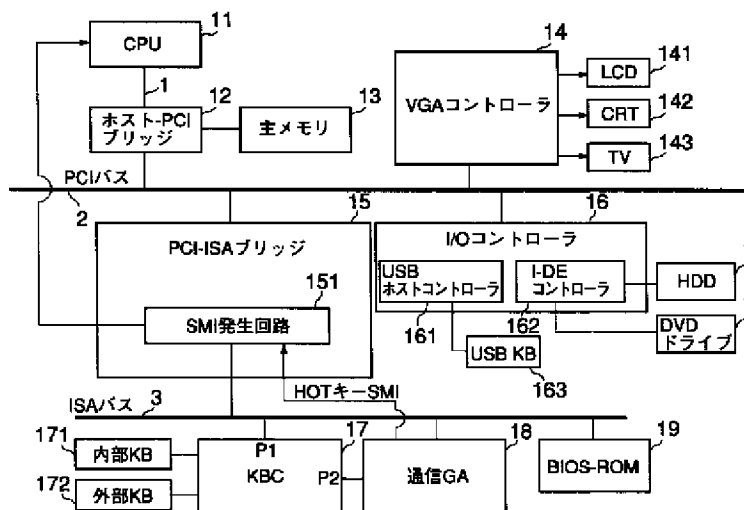 11
CPU
1
12
13
ホスト-PCI
ブリッジ
主メモリ
14
VGAコントローラ
LCD
141
CRT
142
TV
143
PCIバス
2
15
PCI-ISAブリッジ
151
SMI発生回路
16
I/Oコントローラ
USB
ホストコントローラ
161
I-DE
コントローラ
162
HDD
DVD
ドライブ
USB KB
163
HOTキーSMI
ISAバス
3
171
内部KB
172
外部KB
17
P1
KBC
P2
18
通信GA
19
BIOS-ROM